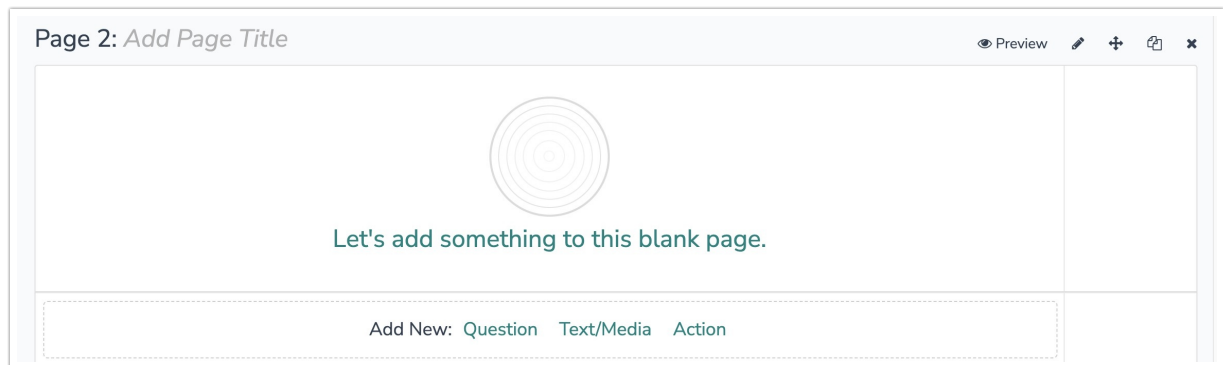 Page 2: Add Page Title
Preview
Let's add something to this blank page.
Add New: Question Text/Media Action